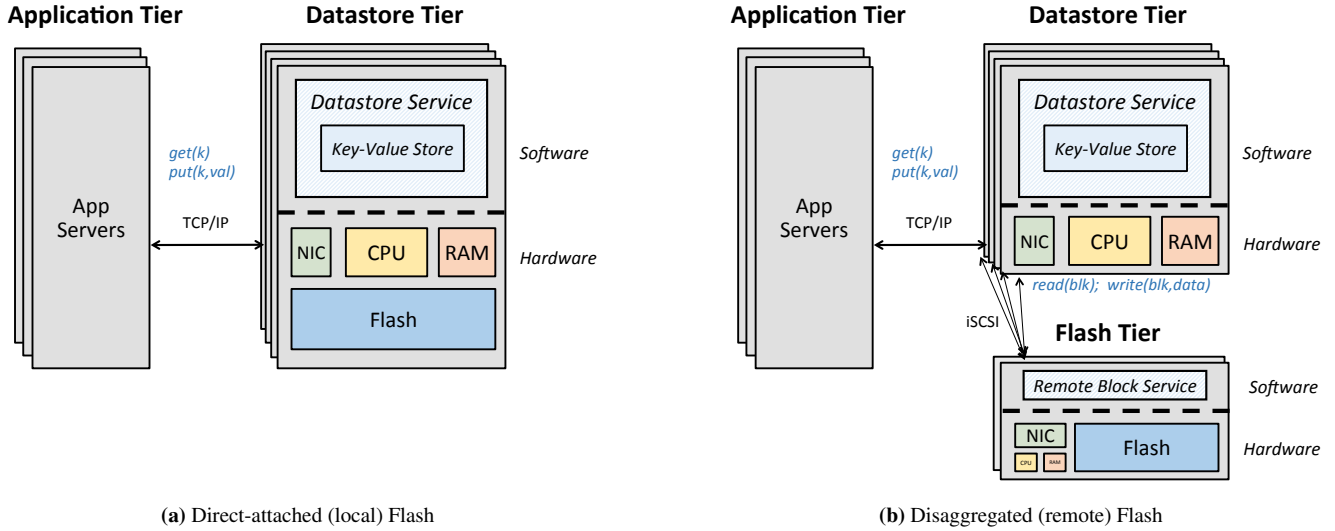 Application Tier
Datastore Tier
Datastore Service
Key-Value Store
get(k)
put(k,val)
Software
App
Servers
TCP/IP
NIC
CPU
RAM
Hardware
Flash
(a) Direct-attached (local) Flash
Application Tier
Datastore Tier
Datastore Service
Key-Value Store
get(k)
put(k,val)
Software
App
Servers
TCP/IP
NIC
CPU
RAM
Hardware
read(blk); write(blk,data)
iSCSI
Flash Tier
Remote Block Service
Software
NIC
CPU
RAM
Flash
Hardware
(b) Disaggregated (remote) Flash